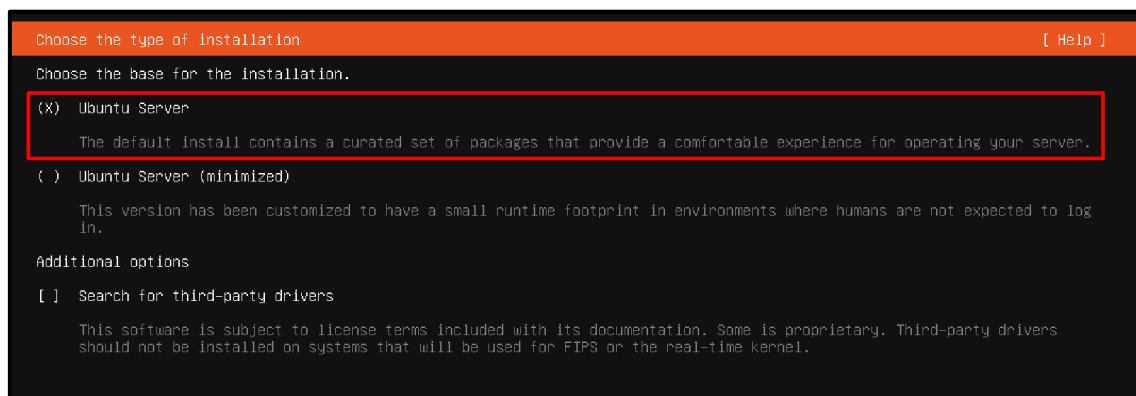 Choose the type of installation [ Help ]
Choose the base for the installation.
(X) Ubuntu Server
The default install contains a curated set of packages that provide a comfortable experience for operating your server.
( ) Ubuntu Server (minimized)
This version has been customized to have a small runtime footprint in environments where humans are not expected to log
in.
Additional options
[ ] Search for third-party drivers
This software is subject to license terms included with its documentation. Some is proprietary. Third-party drivers
should not be installed on systems that will be used for FIPS or the real-time kernel.